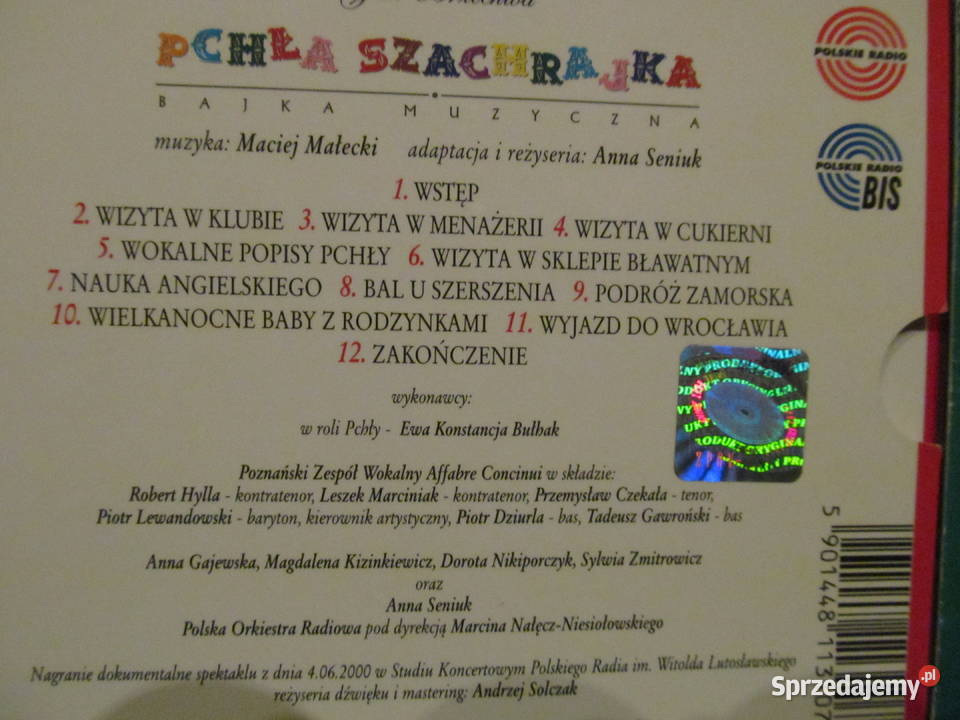 PCHŁA SZACHRAJKA
BAJKA MUZYCZNA
muzyka: Maciej Małecki adaptacja i reżyseria: Anna Seniuk
1. WSTĘP
2. WIZYTA W KLUBIE 3. WIZYTA W MENAŻERII 4. WIZYTA W CUKIERNI
5. WOKALNE POPISY PCHŁY 6. WIZYTA W SKLEPIE BŁAWATNYM
7. NAUKA ANGIELSKIEGO 8. BAL U SZERSZENIA 9. PODRÓŻ ZAMORSKA
10. WIELKANOCNE BABY Z RODZYNKAMI 11. WYJAZD DO WROCŁAWIA
12. ZAKOŃCZENIE
wykonawcy:
w roli Pchły - Ewa Konstancja Bułhak
Poznański Zespół Wokalny Affabre Concinui w składzie:
Robert Hylla - kontratenor, Leszek Marciniak - kontratenor, Przemysław Czekała - tenor,
Piotr Lewandowski - baryton, kierownik artystyczny, Piotr Dziurla - bas, Tadeusz Gawroński - bas
Anna Gajewska, Magdalena Kizinkiewicz, Dorota Nikiporczyk, Sylwia Zmitrowicz
oraz
Anna Seniuk
Polska Orkiestra Radiowa pod dyrekcją Marcina Nałęcz-Niesiołowskiego
Nagranie dokumentalne spektaklu z dnia 4.06.2000 w Studiu Koncertowym Polskiego Radia im. Witolda Lutosławskiego
reżyseria dźwięku i mastering: Andrzej Solczak
POLSKIE RADIO
POLSKIE RADIO
BIS
PRODUKT ORYGINALNY
5 901448 11307
Sprzedajemy.pl